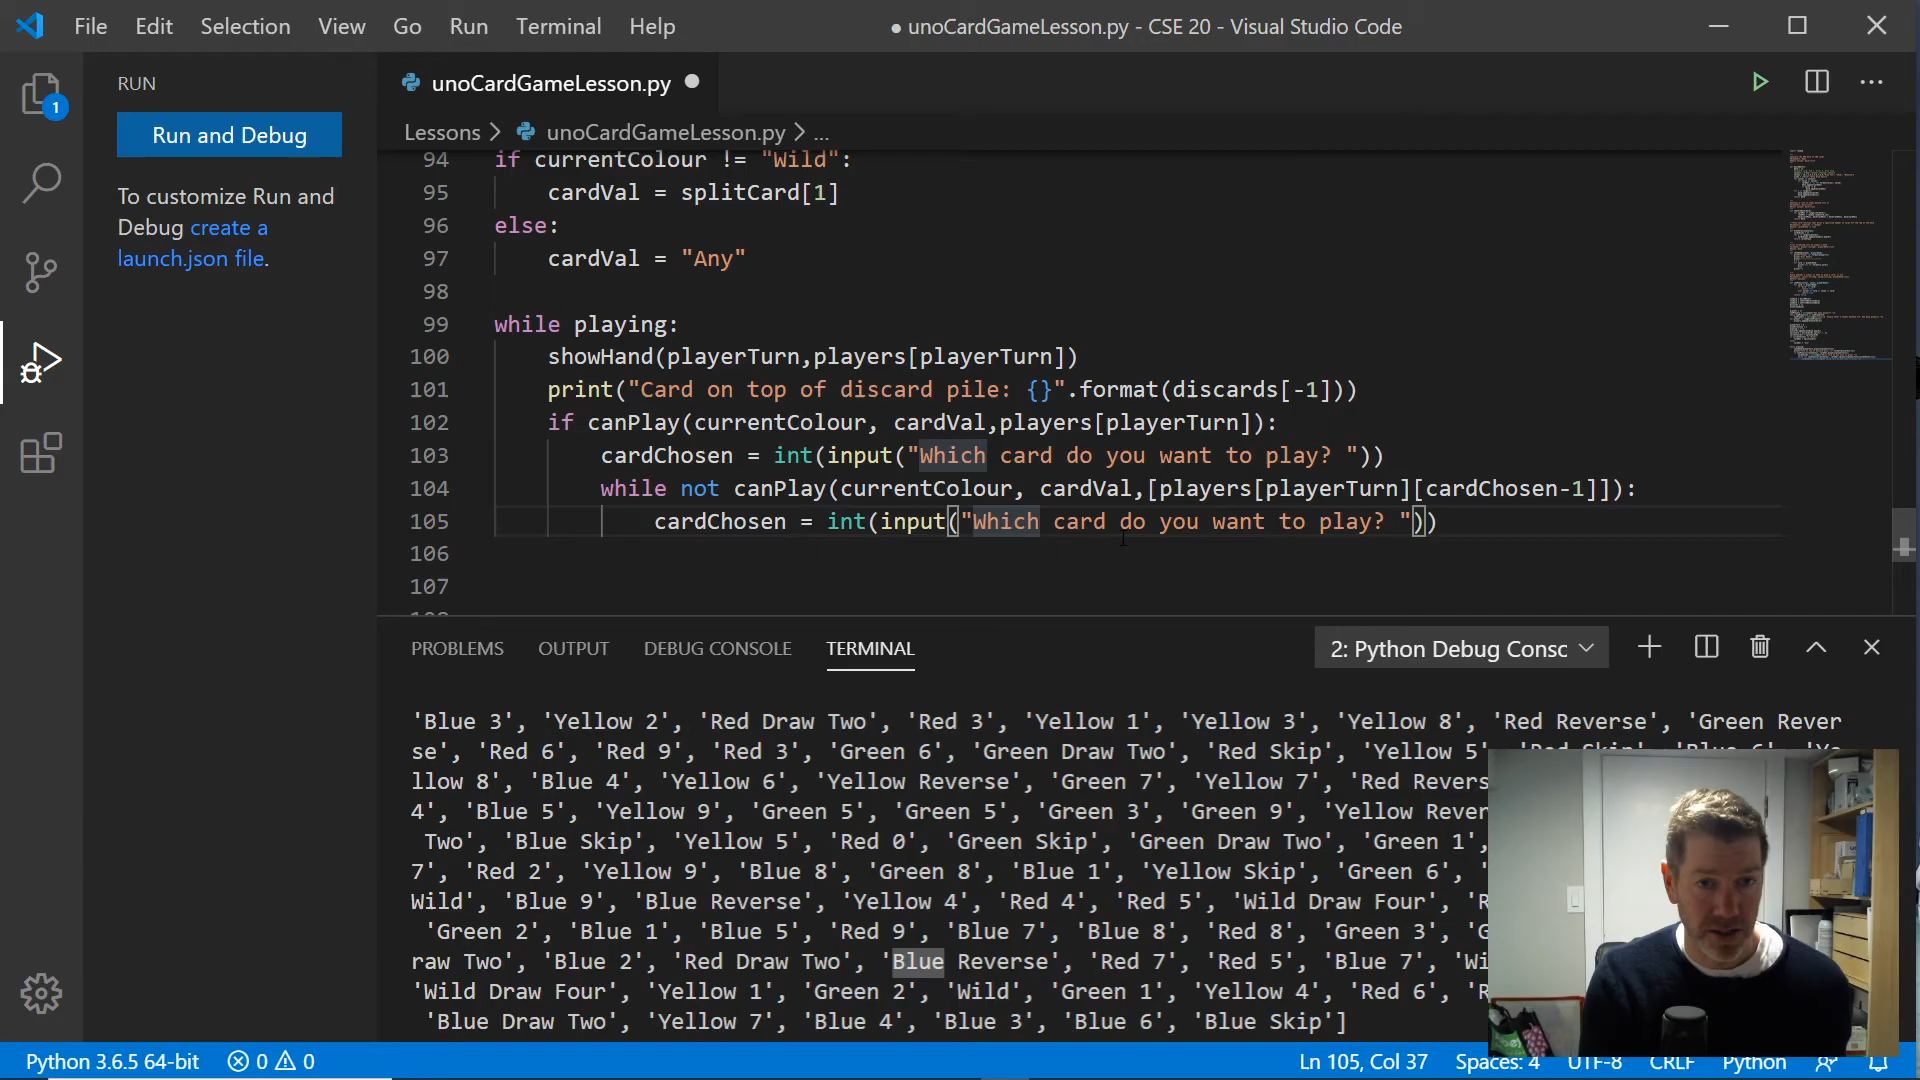 File Edit Selection View Go Run Terminal Help
● unoCardGameLesson.py - CSE 20 - Visual Studio Code
RUN
Run and Debug
To customize Run and
Debug create a
launch.json file.
1
unoCardGameLesson.py
Lessons > unoCardGameLesson.py > ...
94 if currentColour != "Wild":
95 cardVal = splitCard[1]
96 else:
97 cardVal = "Any"
98
99 while playing:
100 showHand(playerTurn,players[playerTurn])
101 print("Card on top of discard pile: {}".format(discards[-1]))
102 if canPlay(currentColour, cardVal,players[playerTurn]):
103 cardChosen = int(input("Which card do you want to play? "))
104 while not canPlay(currentColour, cardVal,[players[playerTurn][cardChosen-1]]):
105 cardChosen = int(input("Which card do you want to play? "))
106
107
PROBLEMS OUTPUT DEBUG CONSOLE TERMINAL
2: Python Debug Consc
'Blue 3', 'Yellow 2', 'Red Draw Two', 'Red 3', 'Yellow 1', 'Yellow 3', 'Yellow 8', 'Red Reverse', 'Green Rever
se', 'Red 6', 'Red 9', 'Red 3', 'Green 6', 'Green Draw Two', 'Red Skip', 'Yellow 5'
llow 8', 'Blue 4', 'Yellow 6', 'Yellow Reverse', 'Green 7', 'Yellow 7', 'Red Revers
4', 'Blue 5', 'Yellow 9', 'Green 5', 'Green 5', 'Green 3', 'Green 9', 'Yellow Rever
Two', 'Blue Skip', 'Yellow 5', 'Red 0', 'Green Skip', 'Green Draw Two', 'Green 1',
7', 'Red 2', 'Yellow 9', 'Blue 8', 'Green 8', 'Blue 1', 'Yellow Skip', 'Green 6', '
Wild', 'Blue 9', 'Blue Reverse', 'Yellow 4', 'Red 4', 'Red 5', 'Wild Draw Four', '
'Green 2', 'Blue 1', 'Blue 5', 'Red 9', 'Blue 7', 'Blue 8', 'Red 8', 'Green 3', '
raw Two', 'Blue 2', 'Red Draw Two', 'Blue Reverse', 'Red 7', 'Red 5', 'Blue 7', 'Wi
'Wild Draw Four', 'Yellow 1', 'Green 2', 'Wild', 'Green 1', 'Yellow 4', 'Red 6', '
'Blue Draw Two', 'Yellow 7', 'Blue 4', 'Blue 3', 'Blue 6', 'Blue Skip']
Python 3.6.5 64-bit 0 0 Ln 105, Col 37 Spaces: 4 UTF-8 CRLF Python